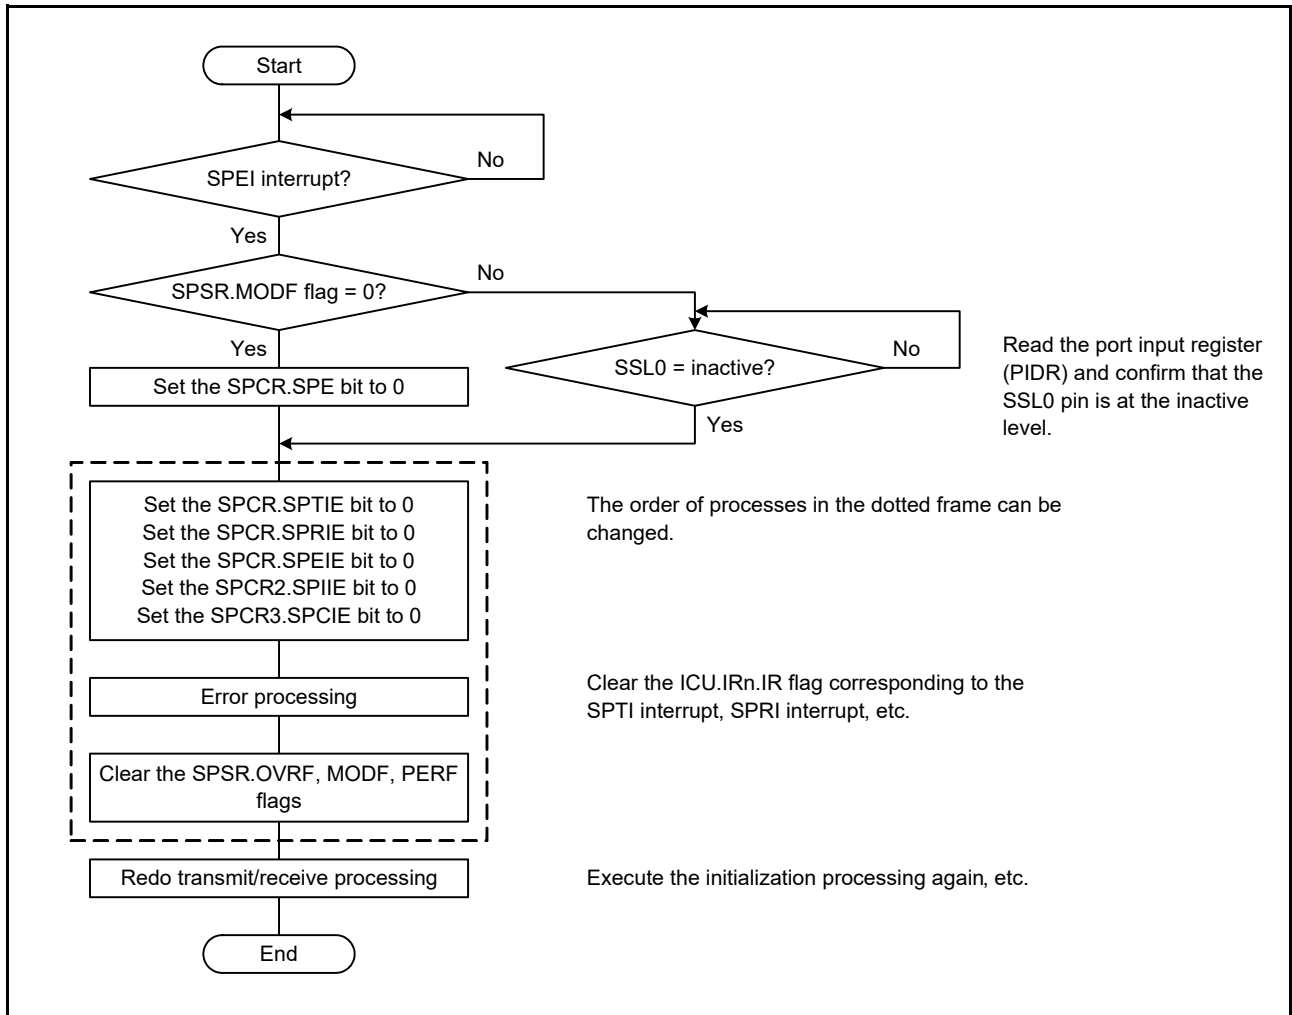 Start
No
SPEI interrupt?
Yes
No
SPSR.MODF flag = 0?
Yes
Set the SPCR.SPE bit to 0
SSL0 = inactive?
No
Yes
Read the port input register
(PIDR) and confirm that the
SSL0 pin is at the inactive
level.
Set the SPCR.SPTIE bit to 0
Set the SPCR.SPRIE bit to 0
Set the SPCR.SPEIE bit to 0
Set the SPCR2.SPIIE bit to 0
Set the SPCR3.SPCIE bit to 0
The order of processes in the dotted frame can be
changed.
Error processing
Clear the ICU.IRn.IR flag corresponding to the
SPTI interrupt, SPRI interrupt, etc.
Clear the SPSR.OVRF, MODF, PERF
flags
Redo transmit/receive processing
Execute the initialization processing again, etc.
End